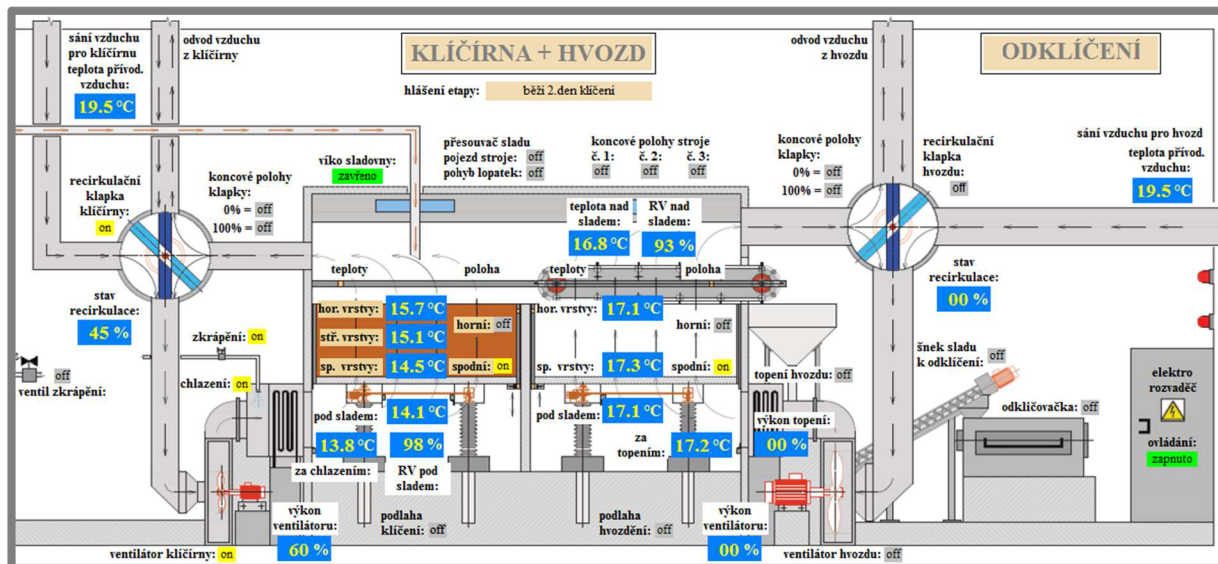 sání vzduchu
pro klíčírnu
teplota přívod.
vzduchu:
19.5 °C
odvod vzduchu
z klíčírny
KLÍČÍRNA + HVOZD
hlášení etapy: běží 2.den klíčení
odvod vzduchu
z hvozdu
ODKLÍČENÍ
sání vzduchu pro hvozd
teplota přívod.
vzduchu:
19.5 °C
recirkulační
klapka
klíčírny:
on
koncové polohy
klapky:
0% = off
100% = off
víko sladovny:
zavřeno
přesouvač sladu
pojezd stroje: off
pohyb lopatek: off
koncové polohy stroje
č. 1: č. 2: č. 3:
off off off
koncové polohy
klapky:
0% = off
100% = off
recirkulační
klapka
hvozdu:
off
teplota nad
sladem:
16.8 °C
RV nad
sladem:
93 %
stav
recirkulace:
45 %
stav
recirkulace:
00 %
teploty poloha
teploty poloha
hor. vrstvy: 15.7 °C
horní: off
stř. vrstvy: 15.1 °C
sp. vrstvy: 14.5 °C
spodní: on
hor. vrstvy: 17.1 °C
horní: off
sp. vrstvy: 17.3 °C
spodní: on
zkrápění: on
chlazení: on
off
ventil zkrápění:
pod sladem: 14.1 °C
13.8 °C
za chlazením:
98 %
RV pod
sladem:
pod sladem: 17.1 °C
za
topením:
17.2 °C
topení hvozdu: off
výkon topení:
00 %
šnek sladu
k odklíčení: off
odkličovačka: off
elektro
rozvaděč
ovládání:
zapnuto
výkon
ventilátoru:
60 %
podlaha
klíčení: off
podlaha
hvozdění: off
výkon
ventilátoru:
00 %
ventilátor klíčírny: on
ventilátor hvozdu: off